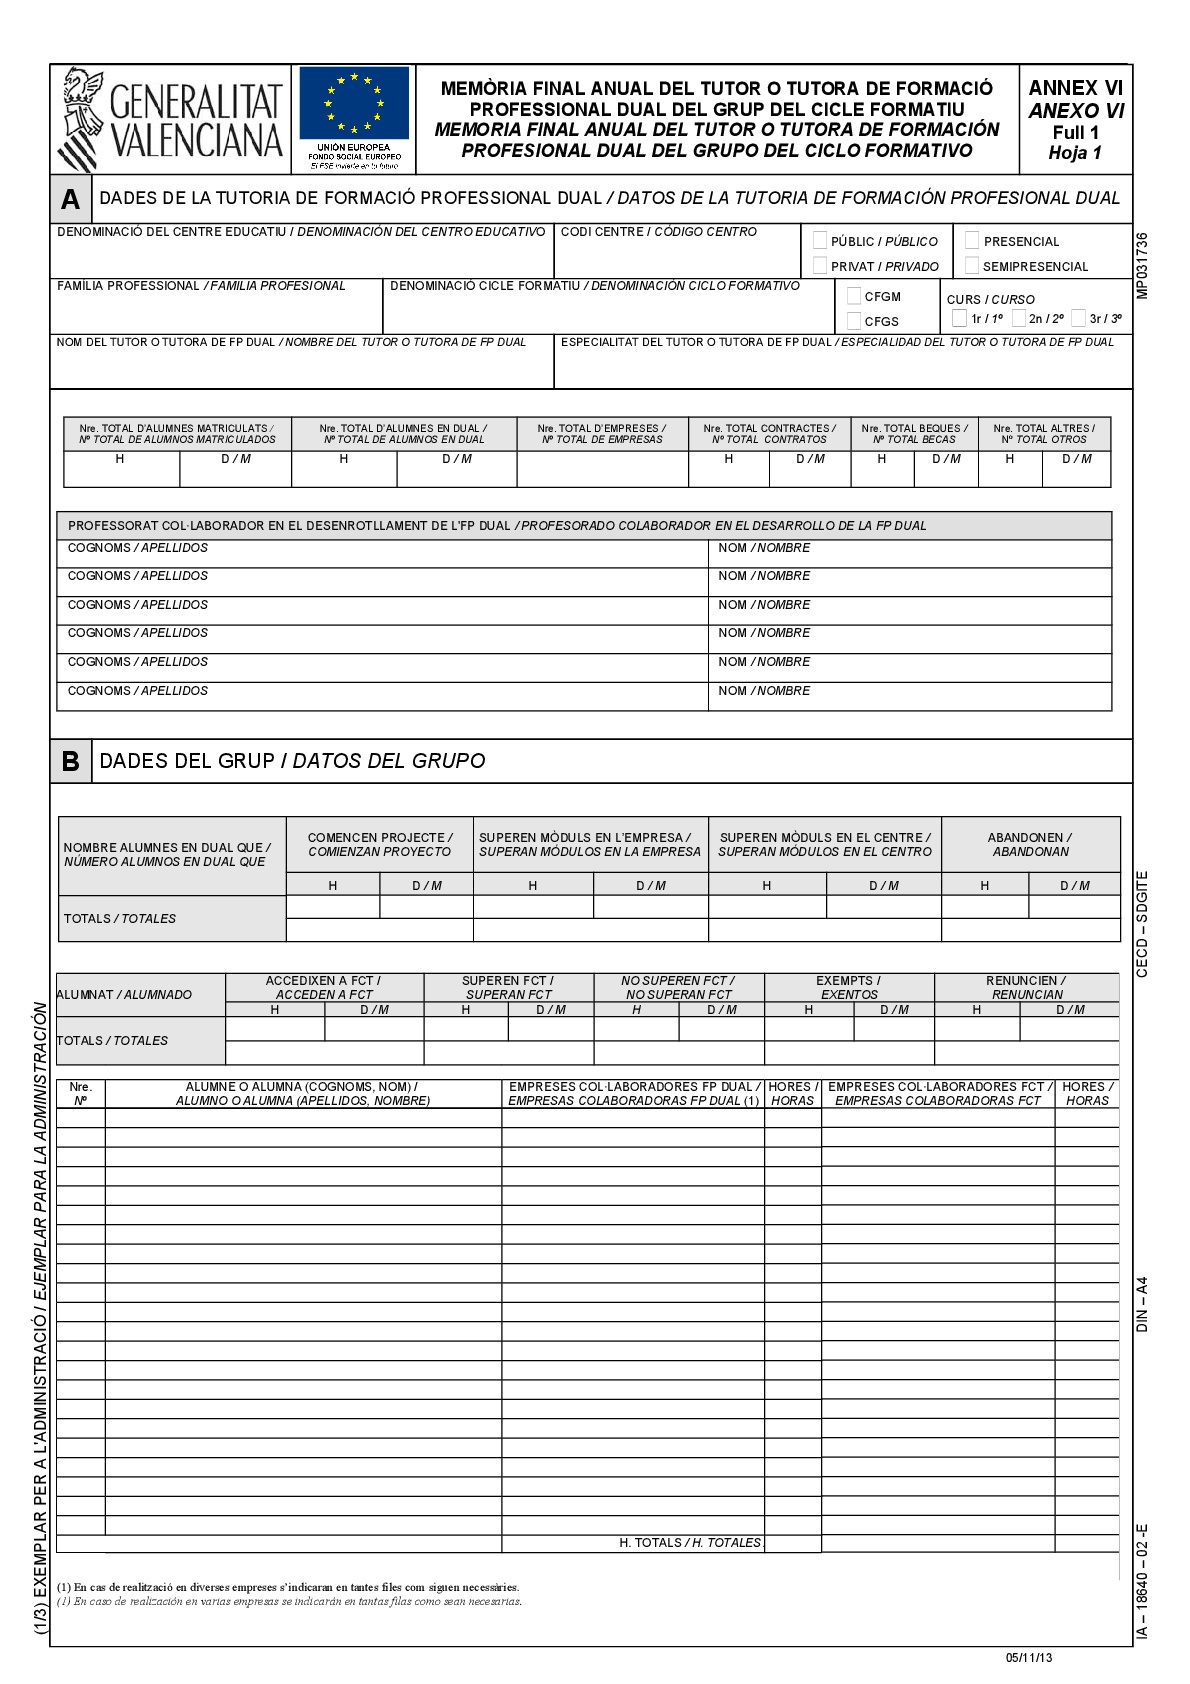 GENERALITAT
VALENCIANA
UNIÓN EUROPEA
FONDO SOCIAL EUROPEO
El FSE invierte en tu futuro
MEMÒRIA FINAL ANUAL DEL TUTOR O TUTORA DE FORMACIÓ
PROFESSIONAL DUAL DEL GRUP DEL CICLE FORMATIU
MEMORIA FINAL ANUAL DEL TUTOR O TUTORA DE FORMACIÓN
PROFESIONAL DUAL DEL GRUPO DEL CICLO FORMATIVO
ANNEX VI
ANEXO VI
Full 1
Hoja 1
A DADES DE LA TUTORIA DE FORMACIÓ PROFESSIONAL DUAL / DATOS DE LA TUTORIA DE FORMACIÓN PROFESIONAL DUAL
DENOMINACIÓ DEL CENTRE EDUCATIU / DENOMINACIÓN DEL CENTRO EDUCATIVO
CODI CENTRE / CÓDIGO CENTRO
PÚBLIC / PÚBLICO
PRIVAT / PRIVADO
PRESENCIAL
SEMIPRESENCIAL
FAMÍLIA PROFESSIONAL / FAMILIA PROFESIONAL
DENOMINACIÓ CICLE FORMATIU / DENOMINACIÓN CICLO FORMATIVO
CFGM
CFGS
CURS / CURSO
1r / 1º 2n / 2º 3r / 3º
NOM DEL TUTOR O TUTORA DE FP DUAL / NOMBRE DEL TUTOR O TUTORA DE FP DUAL
ESPECIALITAT DEL TUTOR O TUTORA DE FP DUAL / ESPECIALIDAD DEL TUTOR O TUTORA DE FP DUAL
Nre. TOTAL D'ALUMNES MATRICULATS /
Nº TOTAL DE ALUMNOS MATRICULADOS
Nre. TOTAL D'ALUMNES EN DUAL /
Nº TOTAL DE ALUMNOS EN DUAL
Nre. TOTAL D'EMPRESES /
Nº TOTAL DE EMPRESAS
Nre. TOTAL CONTRACTES /
Nº TOTAL CONTRATOS
Nre. TOTAL BEQUES /
Nº TOTAL BECAS
Nre. TOTAL ALTRES /
Nº TOTAL OTROS
H D / M H D / M H D / M H D / M H D / M
PROFESSORAT COL·LABORADOR EN EL DESENROTLLAMENT DE L'FP DUAL / PROFESORADO COLABORADOR EN EL DESARROLLO DE LA FP DUAL
COGNOMS / APELLIDOS NOM / NOMBRE
COGNOMS / APELLIDOS NOM / NOMBRE
COGNOMS / APELLIDOS NOM / NOMBRE
COGNOMS / APELLIDOS NOM / NOMBRE
COGNOMS / APELLIDOS NOM / NOMBRE
COGNOMS / APELLIDOS NOM / NOMBRE
B DADES DEL GRUP / DATOS DEL GRUPO
NOMBRE ALUMNES EN DUAL QUE /
NÚMERO ALUMNOS EN DUAL QUE
COMENCEN PROJECTE /
COMIENZAN PROYECTO
SUPEREN MÒDULS EN L'EMPRESA /
SUPERAN MÓDULOS EN LA EMPRESA
SUPEREN MÒDULS EN EL CENTRE /
SUPERAN MÓDULOS EN EL CENTRO
ABANDONEN /
ABANDONAN
H D / M H D / M H D / M H D / M
TOTALS / TOTALES
ALUMNAT / ALUMNADO
ACCEDIXEN A FCT /
ACCEDEN A FCT
SUPEREN FCT /
SUPERAN FCT
NO SUPEREN FCT /
NO SUPERAN FCT
EXEMPTS /
EXENTOS
RENUNCIEN /
RENUNCIAN
H D / M H D / M H D / M H D / M H D / M
TOTALS / TOTALES
Nre.
Nº
ALUMNE O ALUMNA (COGNOMS, NOM) /
ALUMNO O ALUMNA (APELLIDOS, NOMBRE)
EMPRESES COL·LABORADORES FP DUAL /
EMPRESAS COLABORADORAS FP DUAL (1)
HORES /
HORAS
EMPRESES COL·LABORADORES FCT /
EMPRESAS COLABORADORAS FCT
HORES /
HORAS
H. TOTALS / H. TOTALES
(1) En cas de realització en diverses empreses s'indicaran en tantes files com siguen necessàries.
(1) En caso de realización en varias empresas se indicarán en tantas filas como sean necesarias.
05/11/13
(1/3) EXEMPLAR PER A L'ADMINISTRACIÓ / EJEMPLAR PARA LA ADMINISTRACIÓN
MP031736
CECD – SDGITE
DIN – A4
IA – 18640 – 02 -E